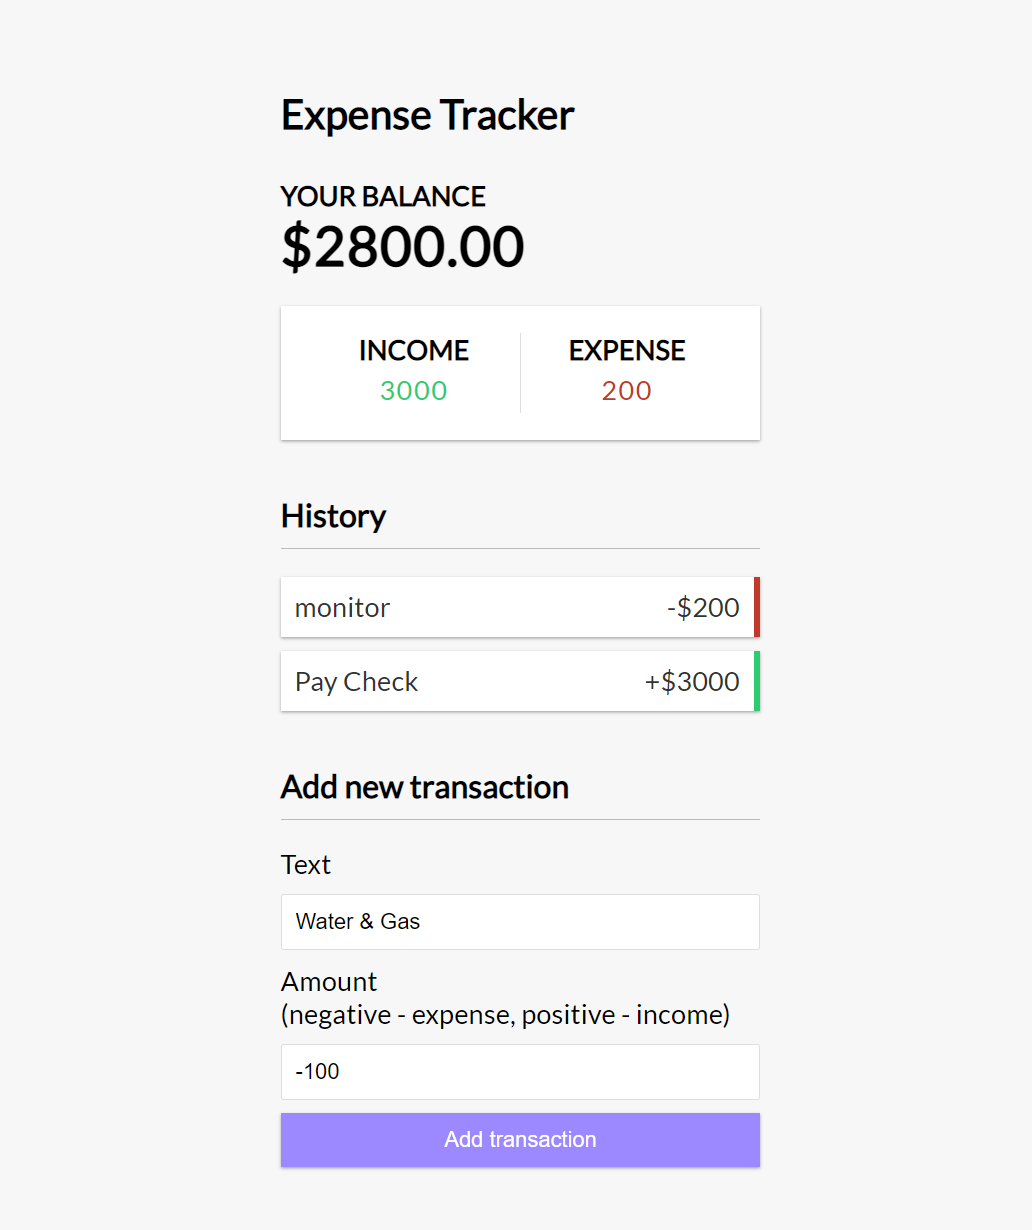 Expense Tracker
YOUR BALANCE
$2800.00
INCOME EXPENSE
3000 200
History
monitor -$200
Pay Check +$3000
Add new transaction
Text
Water & Gas
Amount
(negative - expense, positive - income)
-100
Add transaction